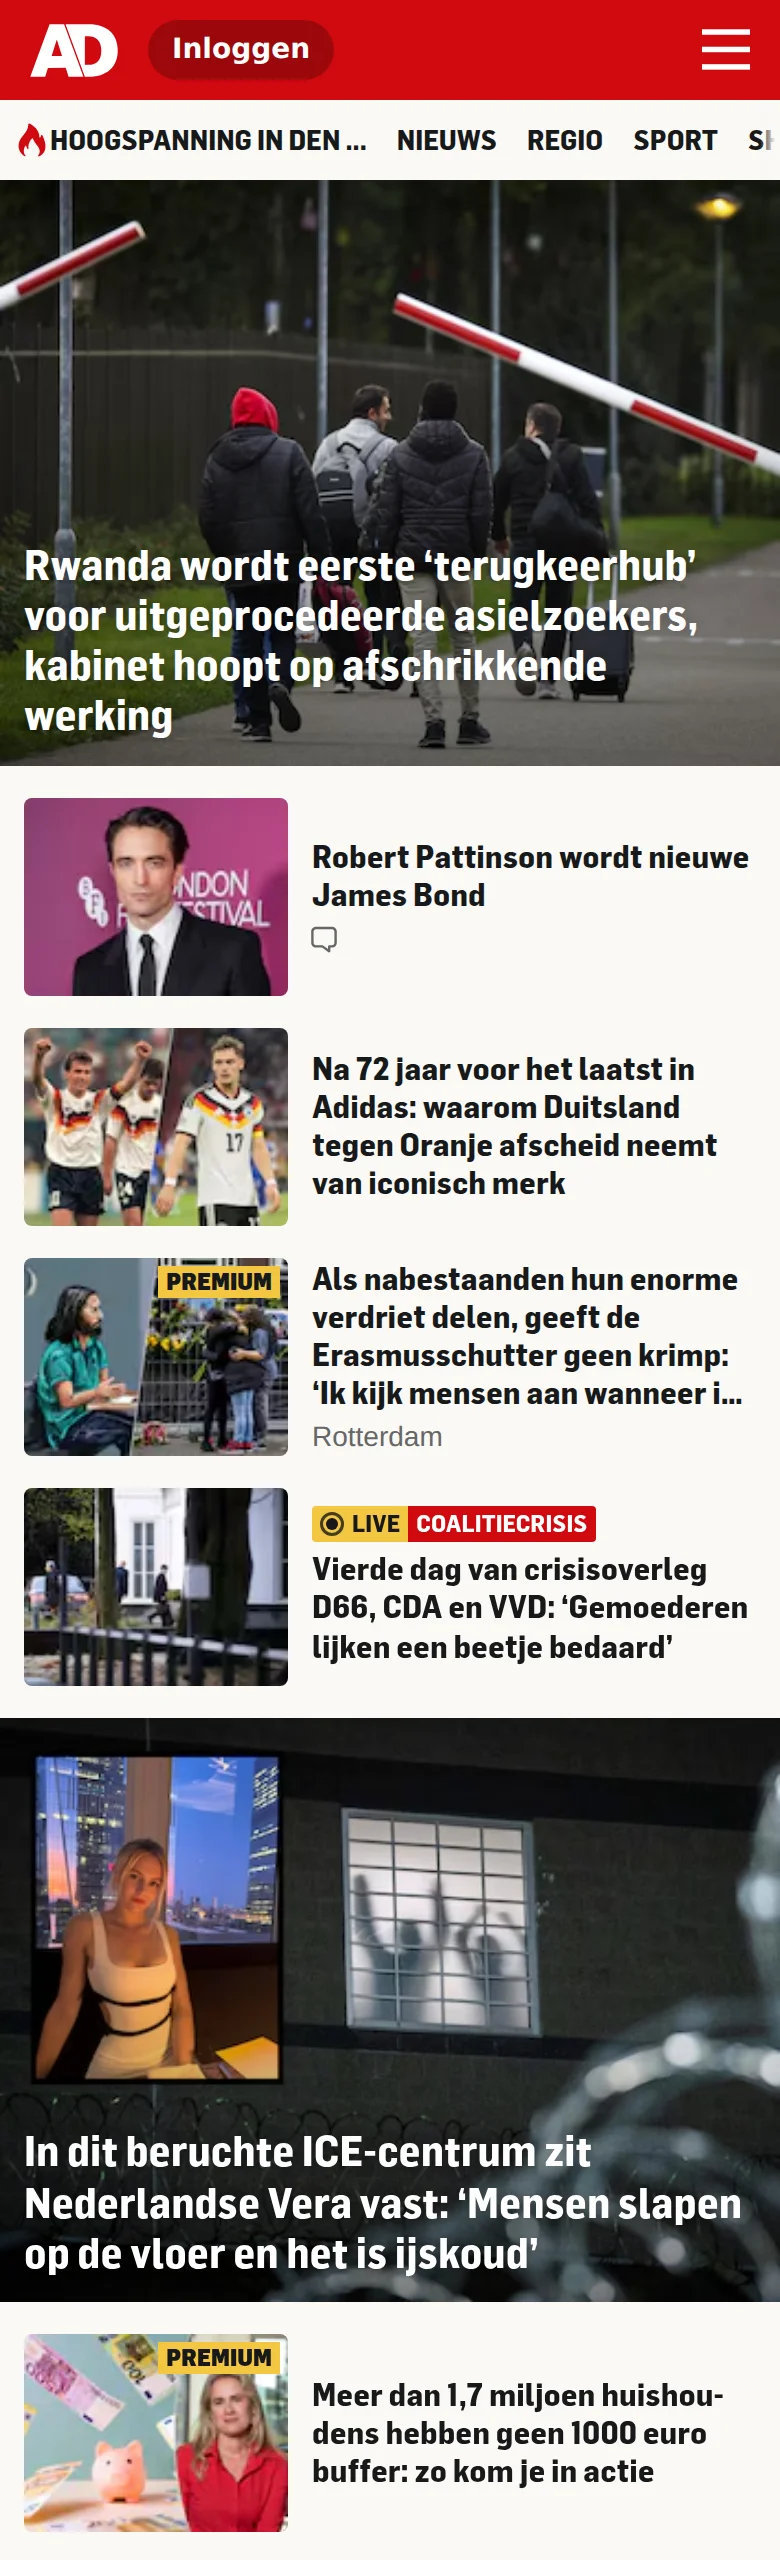 AD
Inloggen
HOOGSPANNING IN DEN ...
NIEUWS
REGIO
SPORT
Rwanda wordt eerste ‘terugkeerhub’
voor uitgeprocedeerde asielzoekers,
kabinet hoopt op afschrikkende
werking
Robert Pattinson wordt nieuwe
James Bond
Na 72 jaar voor het laatst in
Adidas: waarom Duitsland
tegen Oranje afscheid neemt
van iconisch merk
17
PREMIUM
Als nabestaanden hun enorme
verdriet delen, geeft de
Erasmusschutter geen krimp:
‘Ik kijk mensen aan wanneer i...
Rotterdam
LIVE COALITIECRISIS
Vierde dag van crisisoverleg
D66, CDA en VVD: ‘Gemoederen
lijken een beetje bedaard’
In dit beruchte ICE-centrum zit
Nederlandse Vera vast: ‘Mensen slapen
op de vloer en het is ijskoud’
PREMIUM
Meer dan 1,7 miljoen huishou-
dens hebben geen 1000 euro
buffer: zo kom je in actie